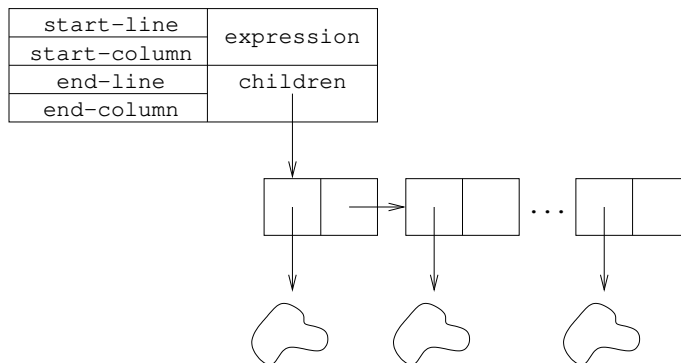 start-line
expression
start-column
end-line
children
end-column
...